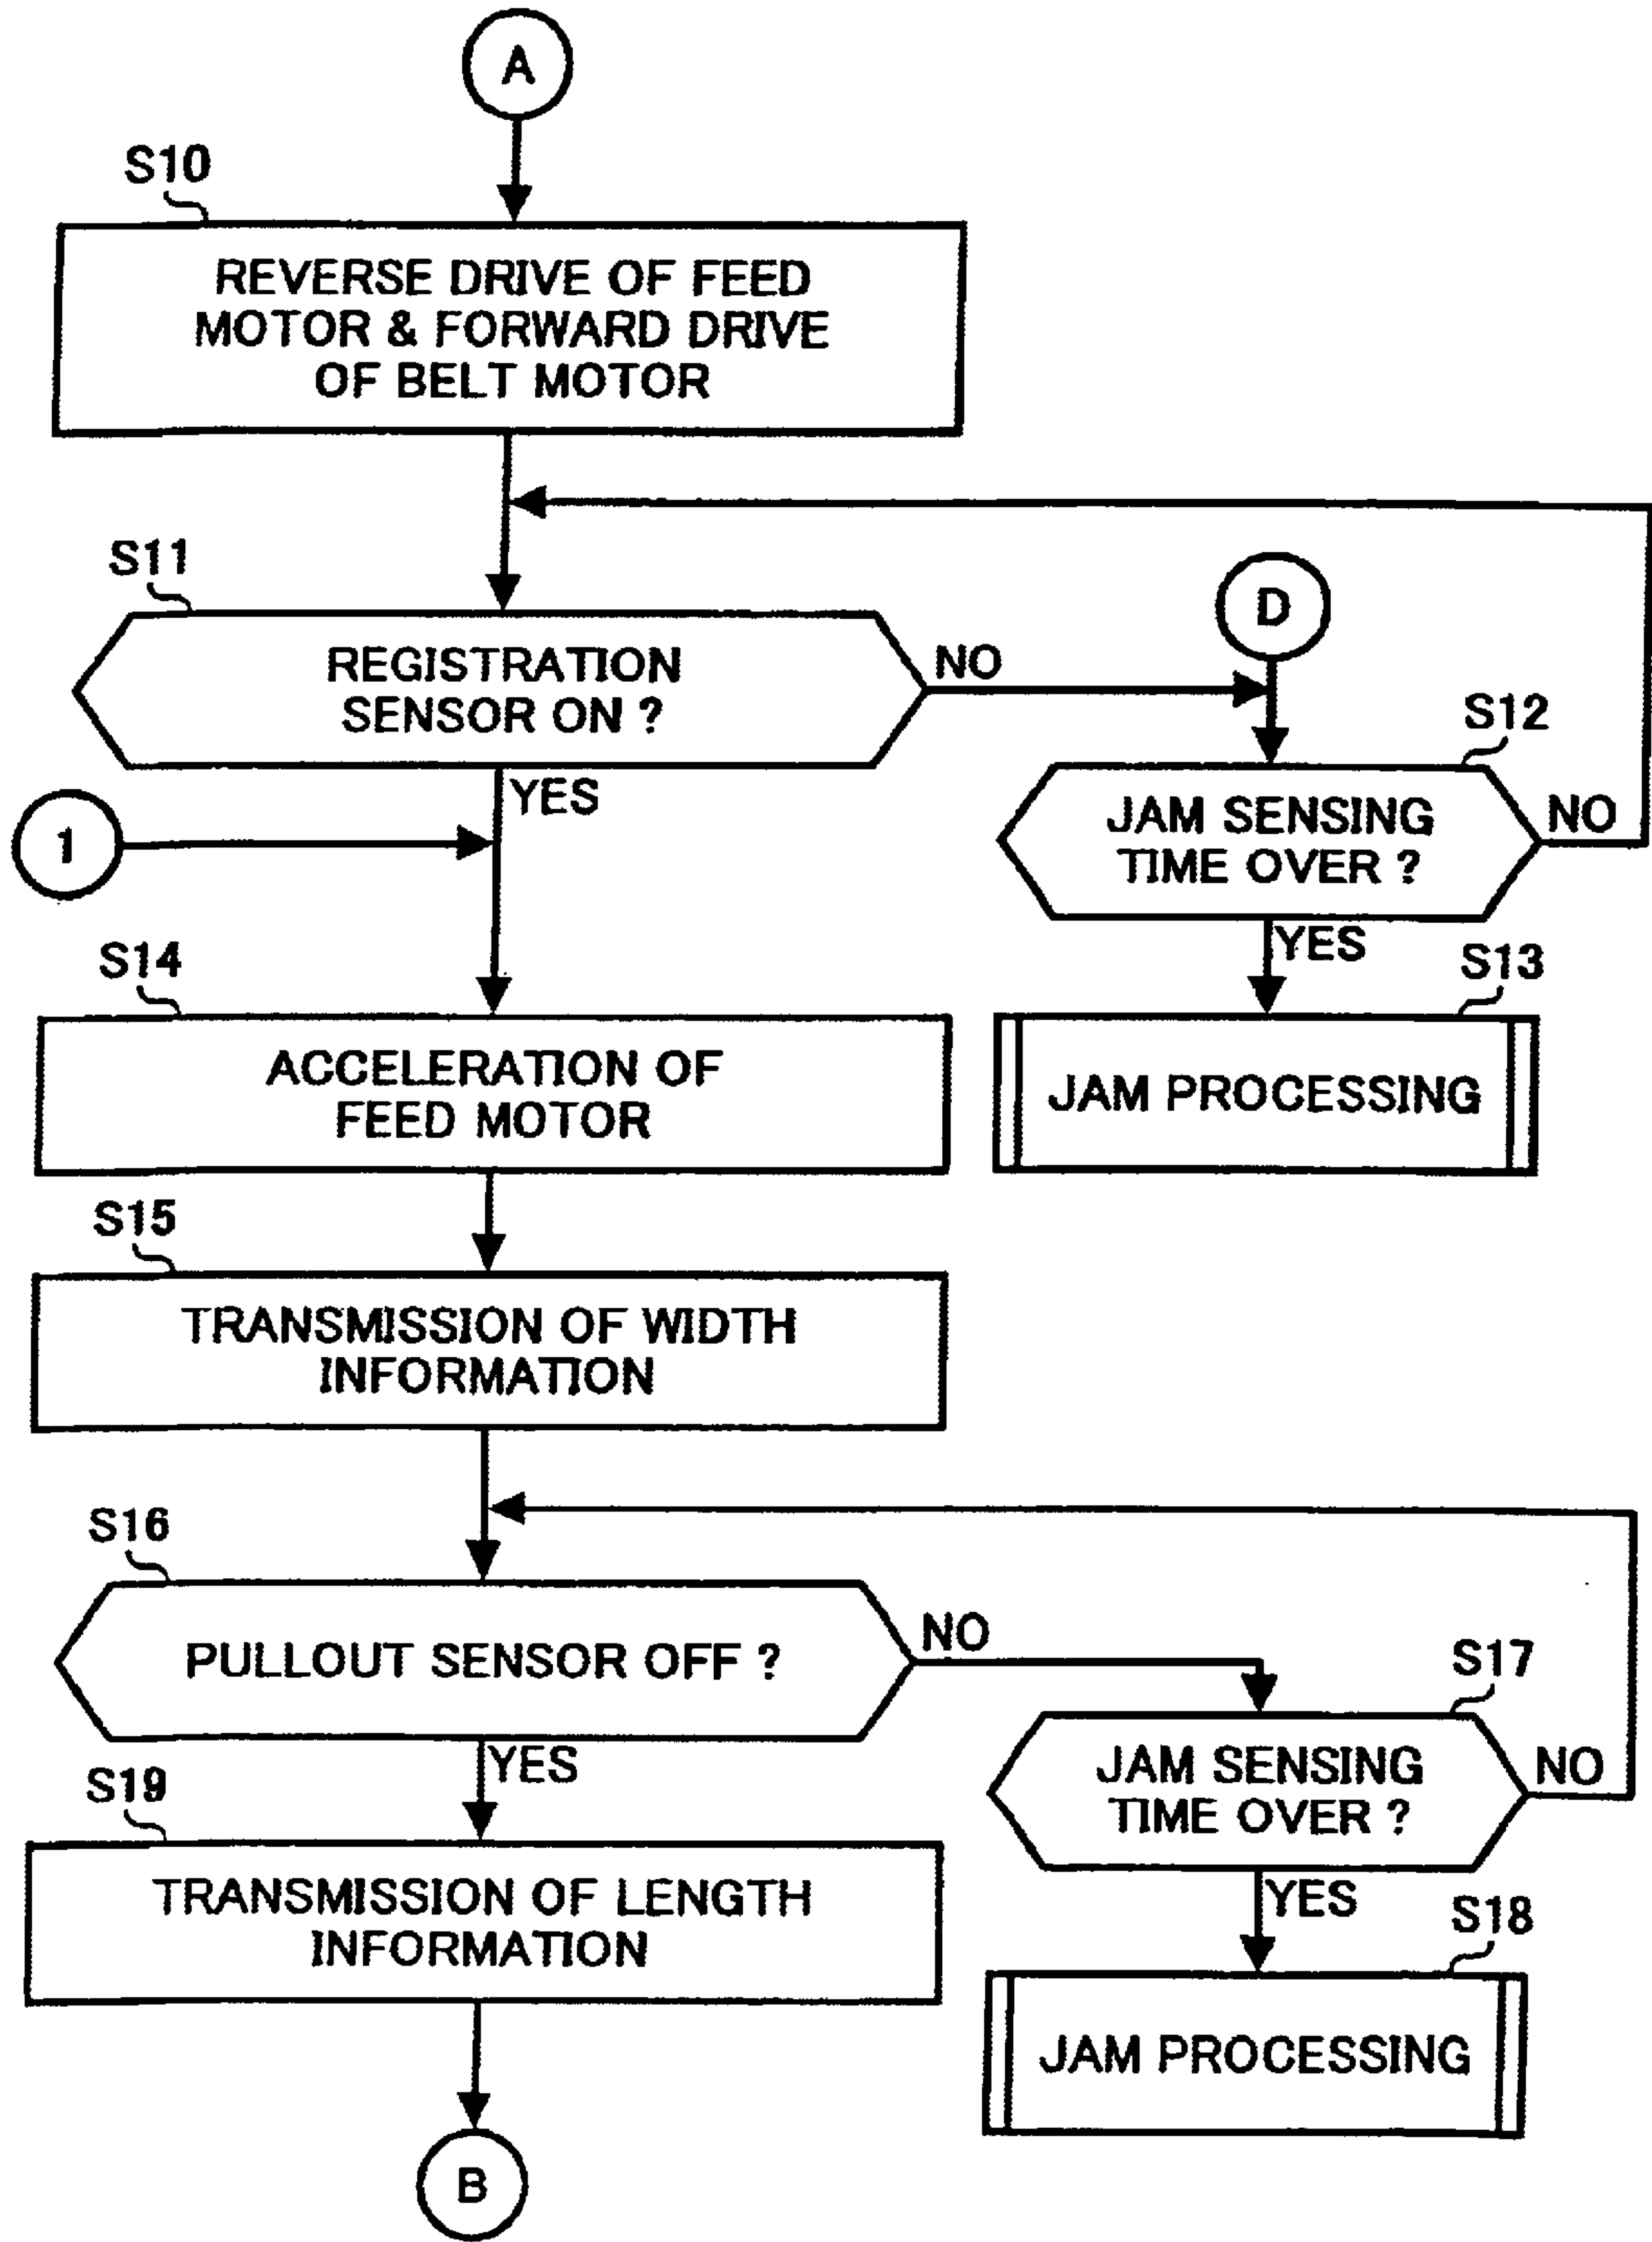 A
S10
REVERSE DRIVE OF FEED
MOTOR & FORWARD DRIVE
OF BELT MOTOR
S11
REGISTRATION
SENSOR ON ?
NO
D
S12
YES
1
JAM SENSING
TIME OVER ?
NO
YES
S14
S13
ACCELERATION OF
FEED MOTOR
JAM PROCESSING
S15
TRANSMISSION OF WIDTH
INFORMATION
S16
PULLOUT SENSOR OFF ?
NO
S17
YES
JAM SENSING
TIME OVER ?
NO
S19
YES
TRANSMISSION OF LENGTH
INFORMATION
S18
JAM PROCESSING
B